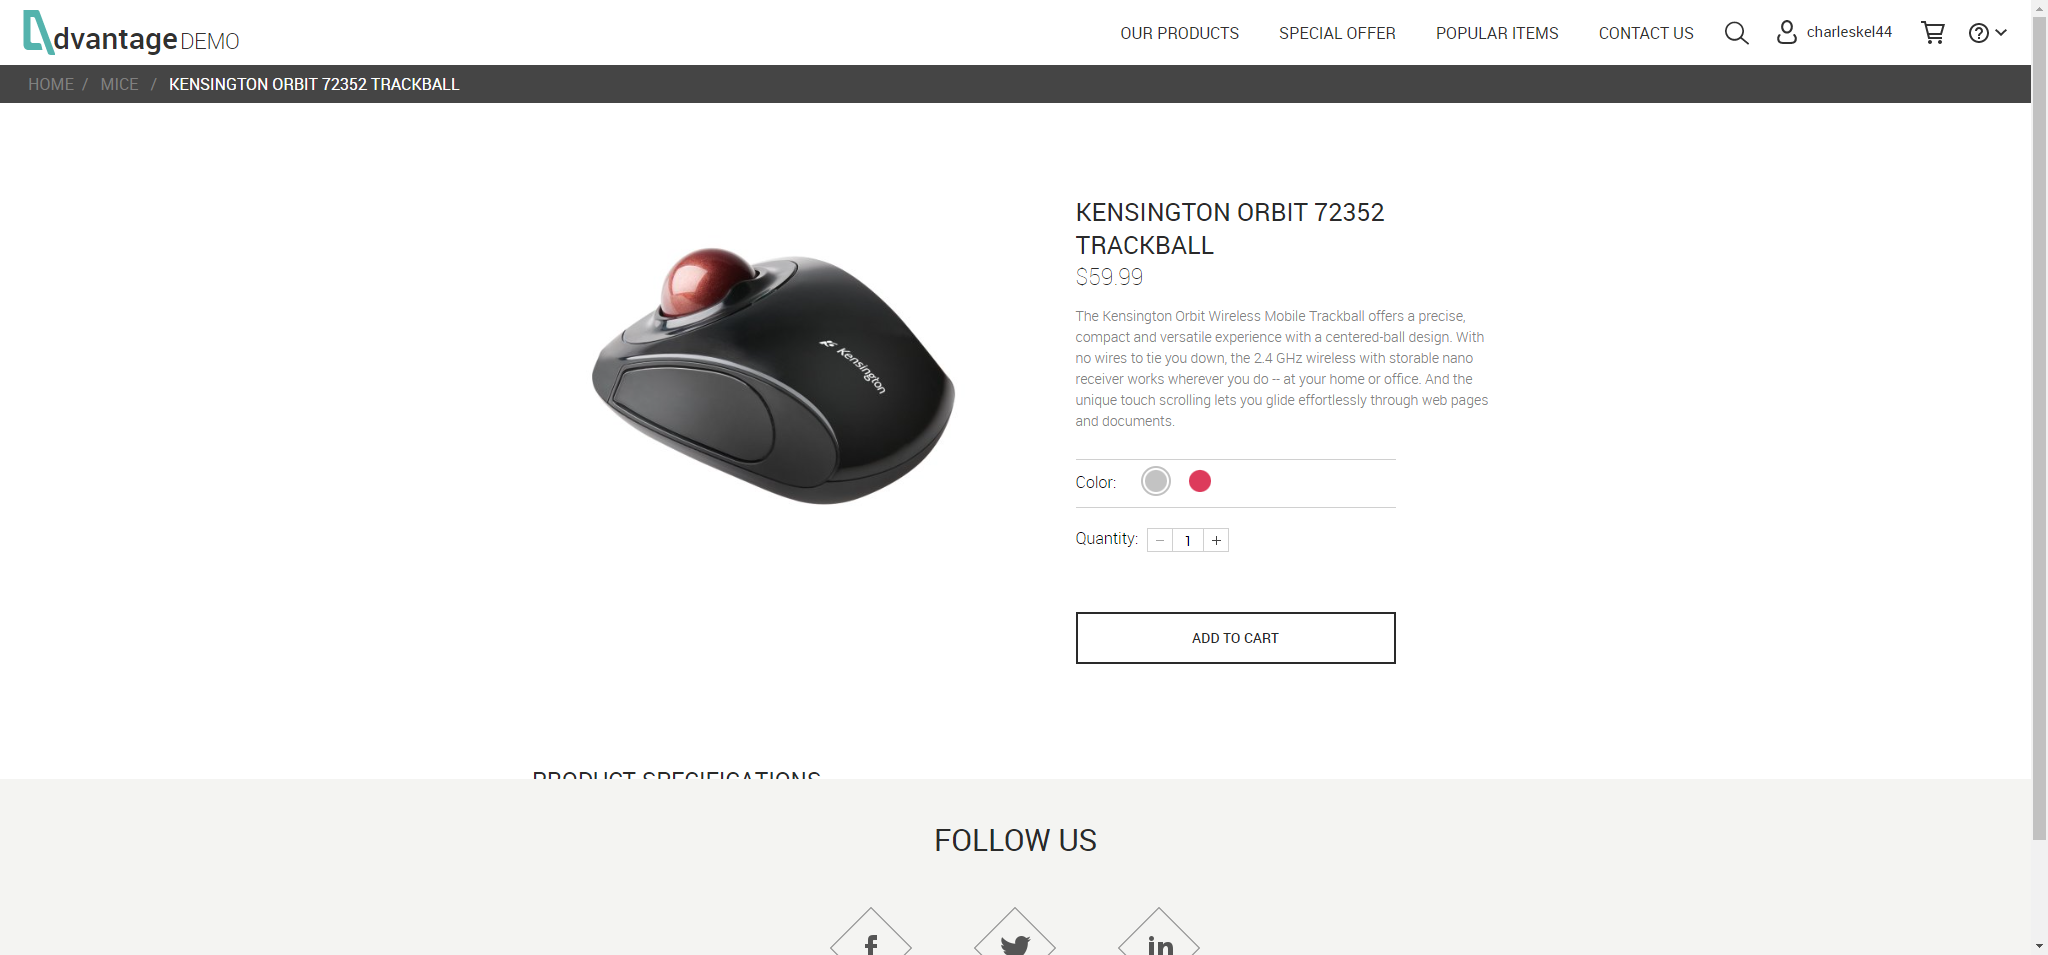 dvantage DEMO
OUR PRODUCTS
SPECIAL OFFER
POPULAR ITEMS
CONTACT US
charleskel44
HOME / MICE / KENSINGTON ORBIT 72352 TRACKBALL
Kensington
KENSINGTON ORBIT 72352
TRACKBALL
$59.99
The Kensington Orbit Wireless Mobile Trackball offers a precise,
compact and versatile experience with a centered-ball design. With
no wires to tie you down, the 2.4 GHz wireless with storable nano
receiver works wherever you do -- at your home or office. And the
unique touch scrolling lets you glide effortlessly through web pages
and documents.
Color:
Quantity: − 1 +
ADD TO CART
PRODUCT SPECIFICATIONS
FOLLOW US
f
in